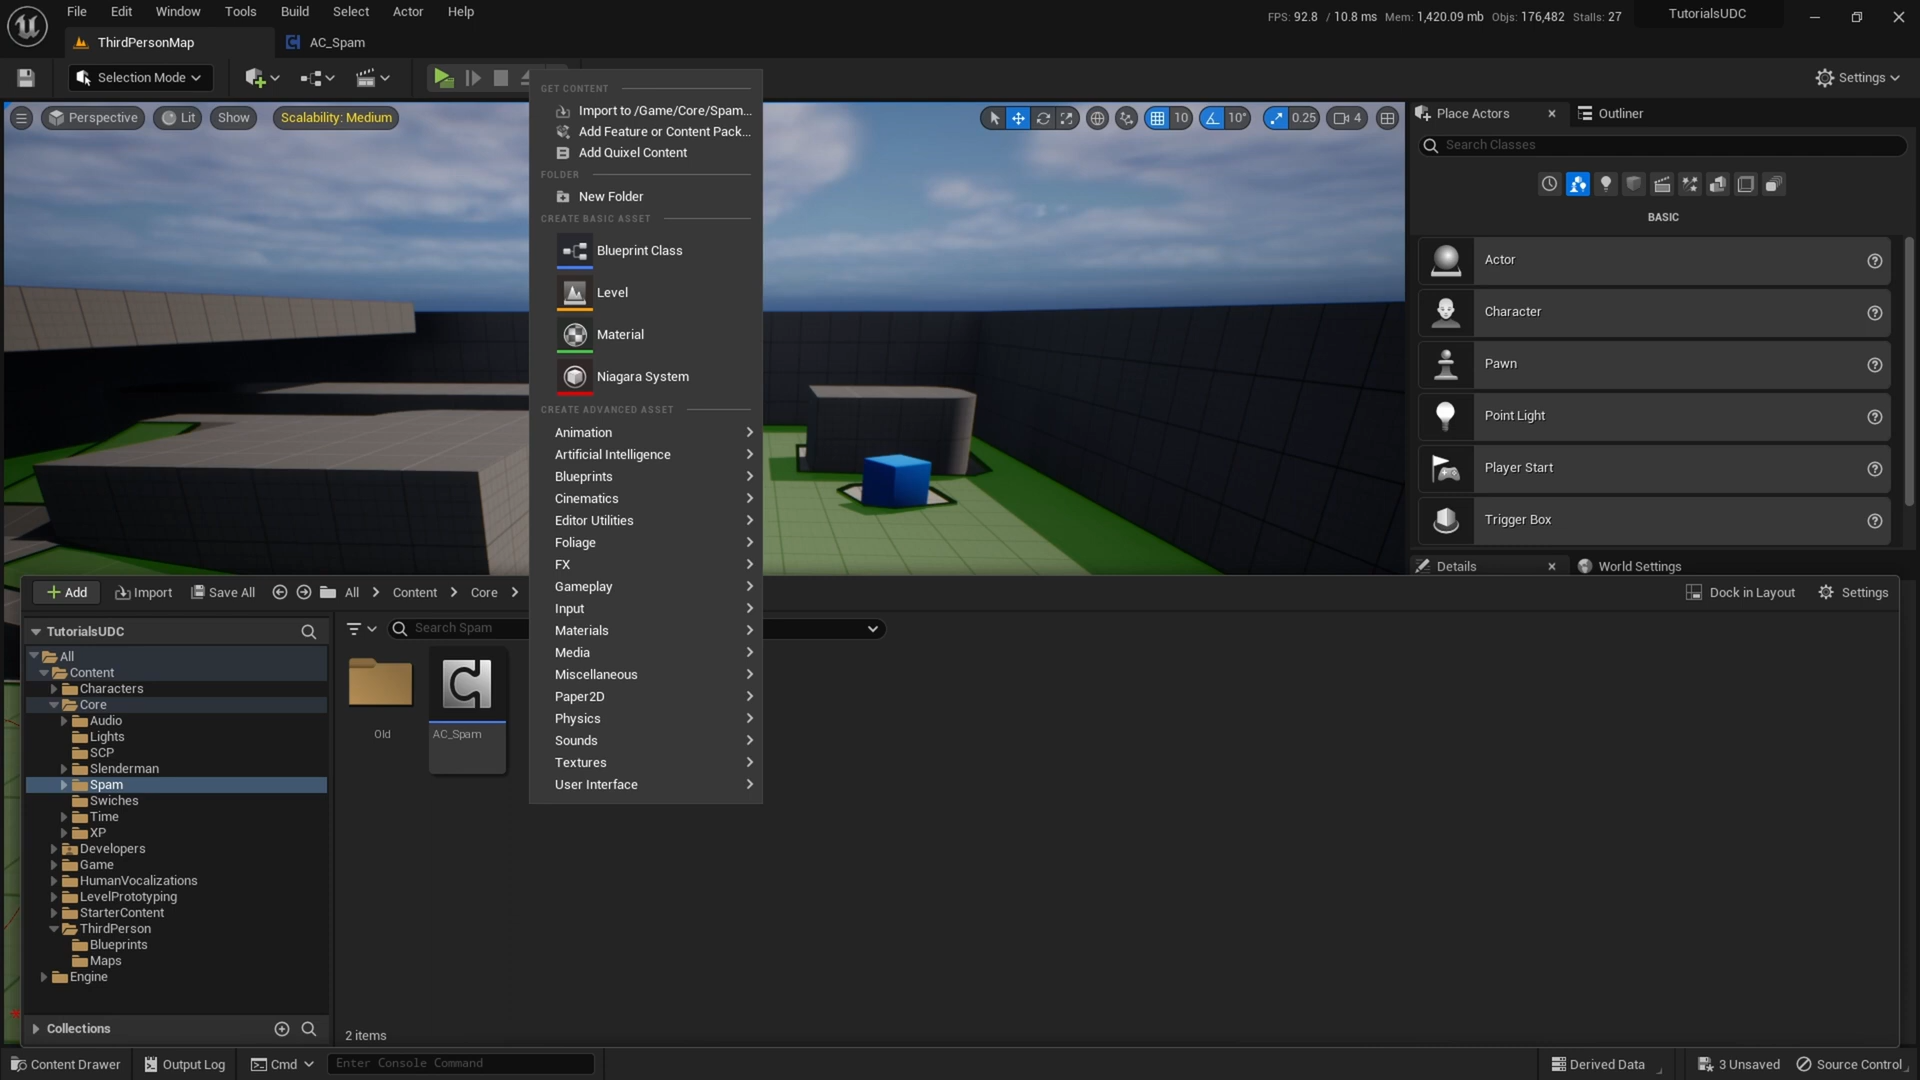 File Edit Window Tools Build Select Actor Help
FPS: 92.8 / 10.8 ms Mem: 1,420.09 mb Objs: 176,482 Stalls: 27
TutorialsUDC
ThirdPersonMap
AC_Spam
Selection Mode
Settings
Perspective
Lit
Show
Scalability: Medium
10
10°
0.25
4
GET CONTENT
Import to /Game/Core/Spam...
Add Feature or Content Pack...
Add Quixel Content
FOLDER
New Folder
CREATE BASIC ASSET
Blueprint Class
Level
Material
Niagara System
CREATE ADVANCED ASSET
Animation
Artificial Intelligence
Blueprints
Cinematics
Editor Utilities
Foliage
FX
Gameplay
Input
Materials
Media
Miscellaneous
Paper2D
Physics
Sounds
Textures
User Interface
Place Actors
Outliner
Search Classes
BASIC
Actor
Character
Pawn
Point Light
Player Start
Trigger Box
Details
World Settings
Add
Import
Save All
All
Content
Core
Dock in Layout
Settings
TutorialsUDC
All
Content
Characters
Core
Audio
Lights
SCP
Slenderman
Spam
Swiches
Time
XP
Developers
Game
HumanVocalizations
LevelPrototyping
StarterContent
ThirdPerson
Blueprints
Maps
Engine
Collections
Search Spam
Old
AC_Spam
2 items
Content Drawer
Output Log
Cmd
Enter Console Command
Derived Data
3 Unsaved
Source Control